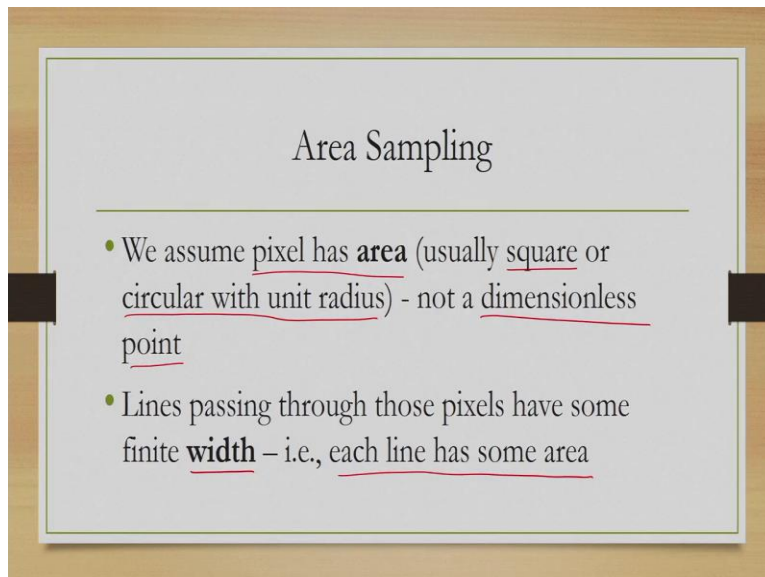 Area Sampling
• We assume pixel has area (usually square or
circular with unit radius) - not a dimensionless
point
• Lines passing through those pixels have some
finite width – i.e., each line has some area